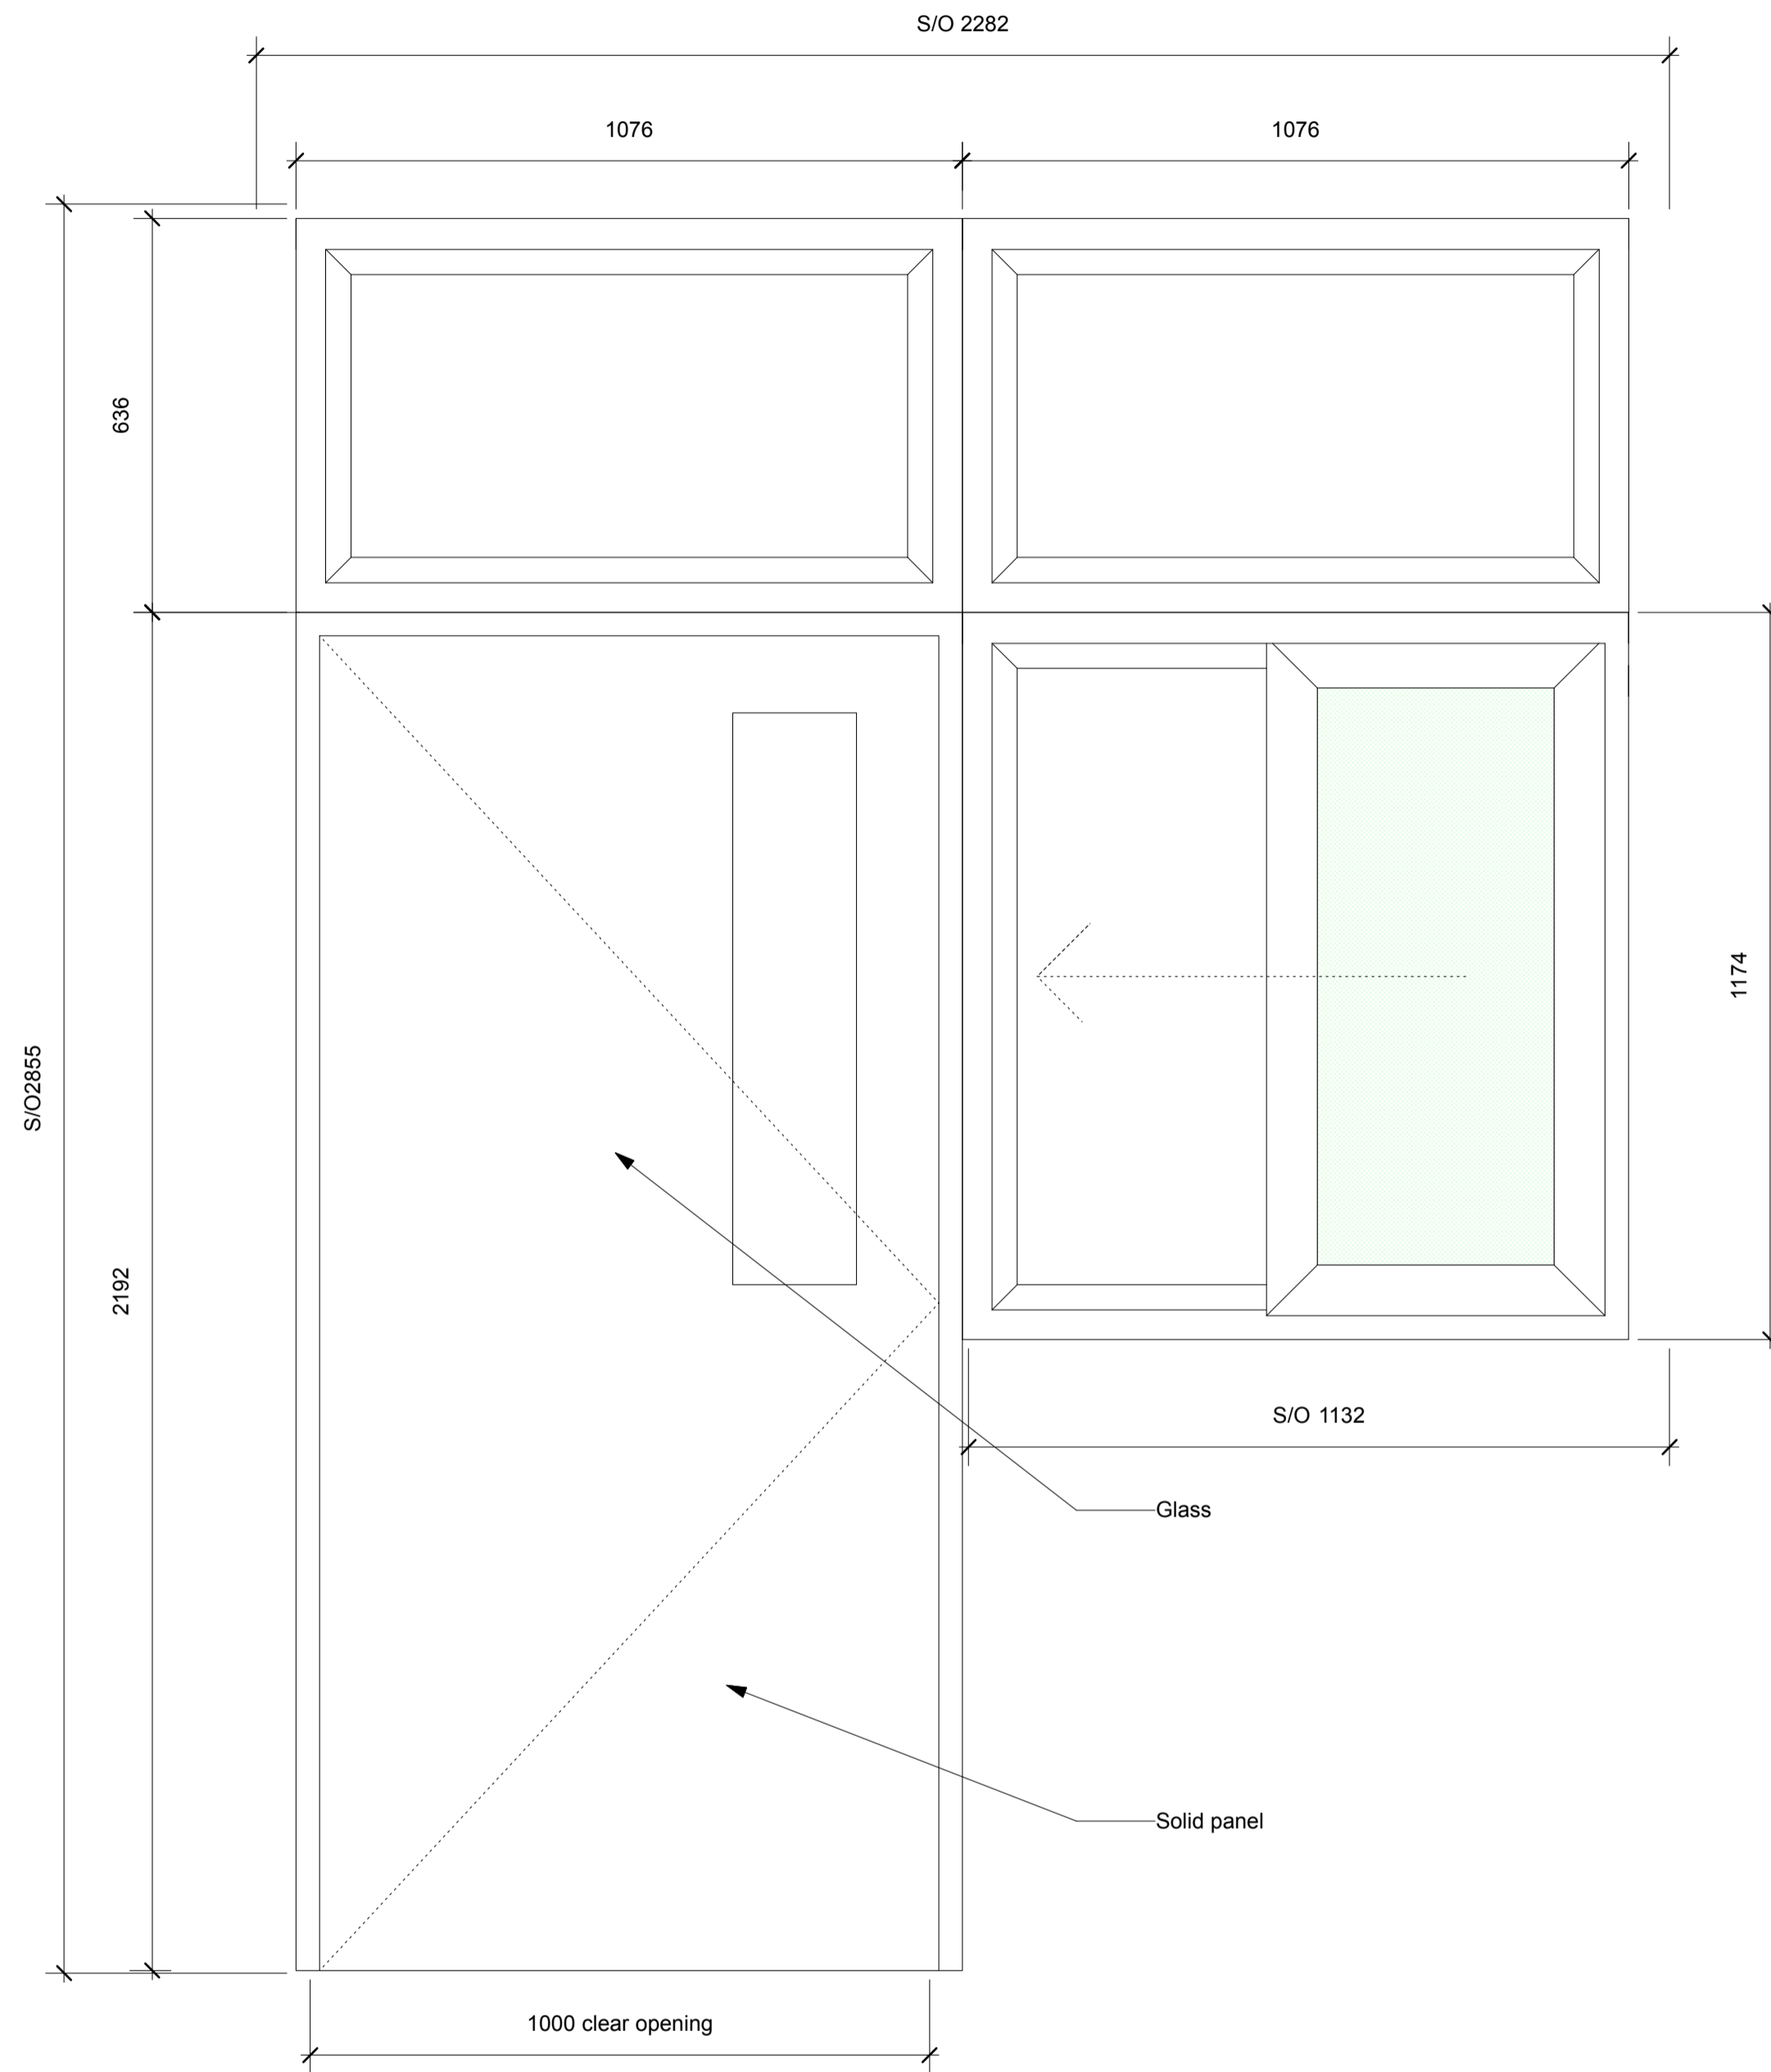 S/O 2282
1076
1076
636
S/O2855
1174
2192
S/O 1132
Glass
Solid panel
1000 clear opening